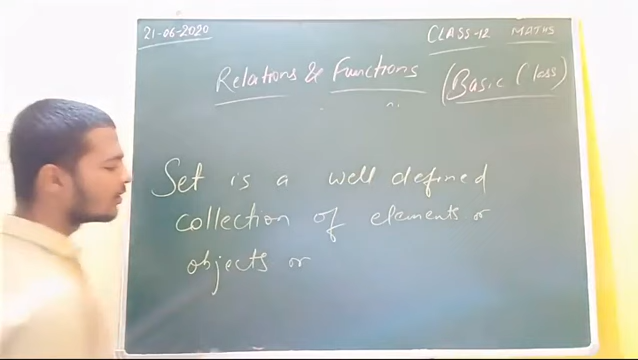 21-06-2020 CLASS-12 MATHS
Relations & Functions (Basic Class)
Set is a well defined
collection of elements or
objects or